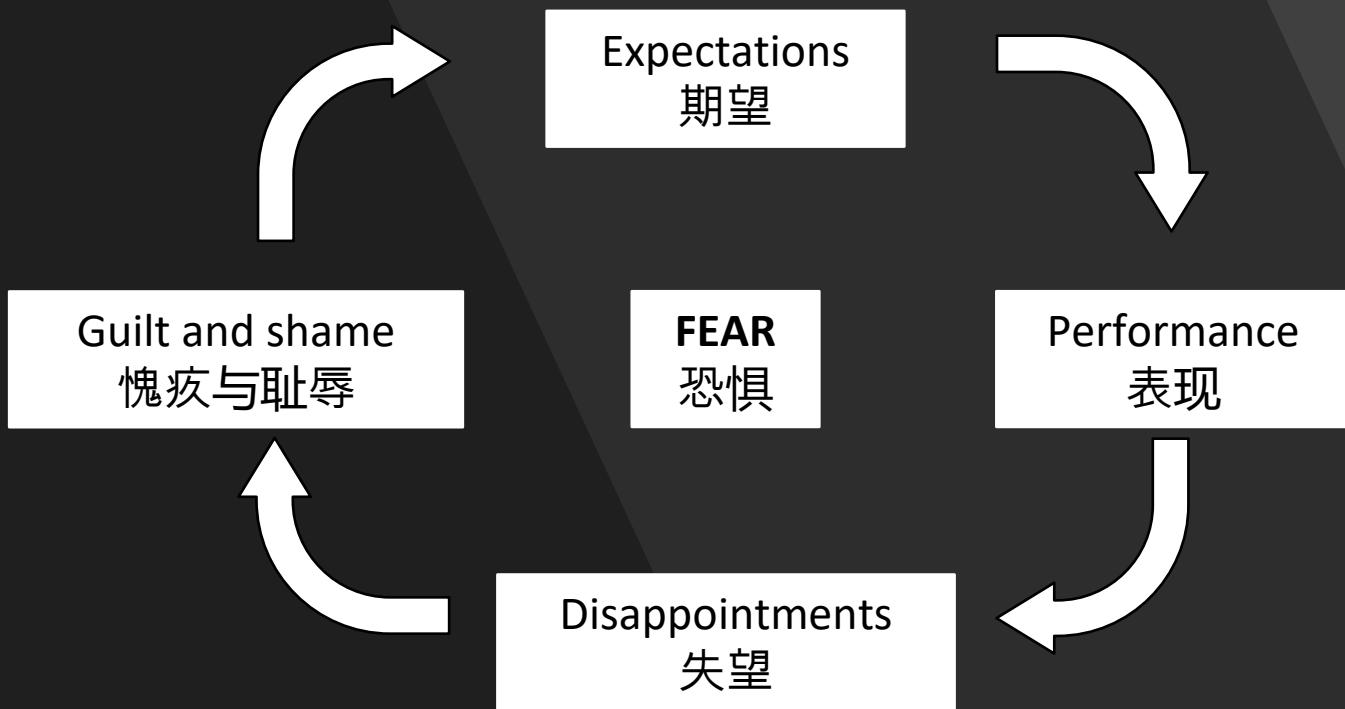 Expectations
期望
Guilt and shame
愧疚与耻辱
FEAR
恐惧
Performance
表现
Disappointments
失望